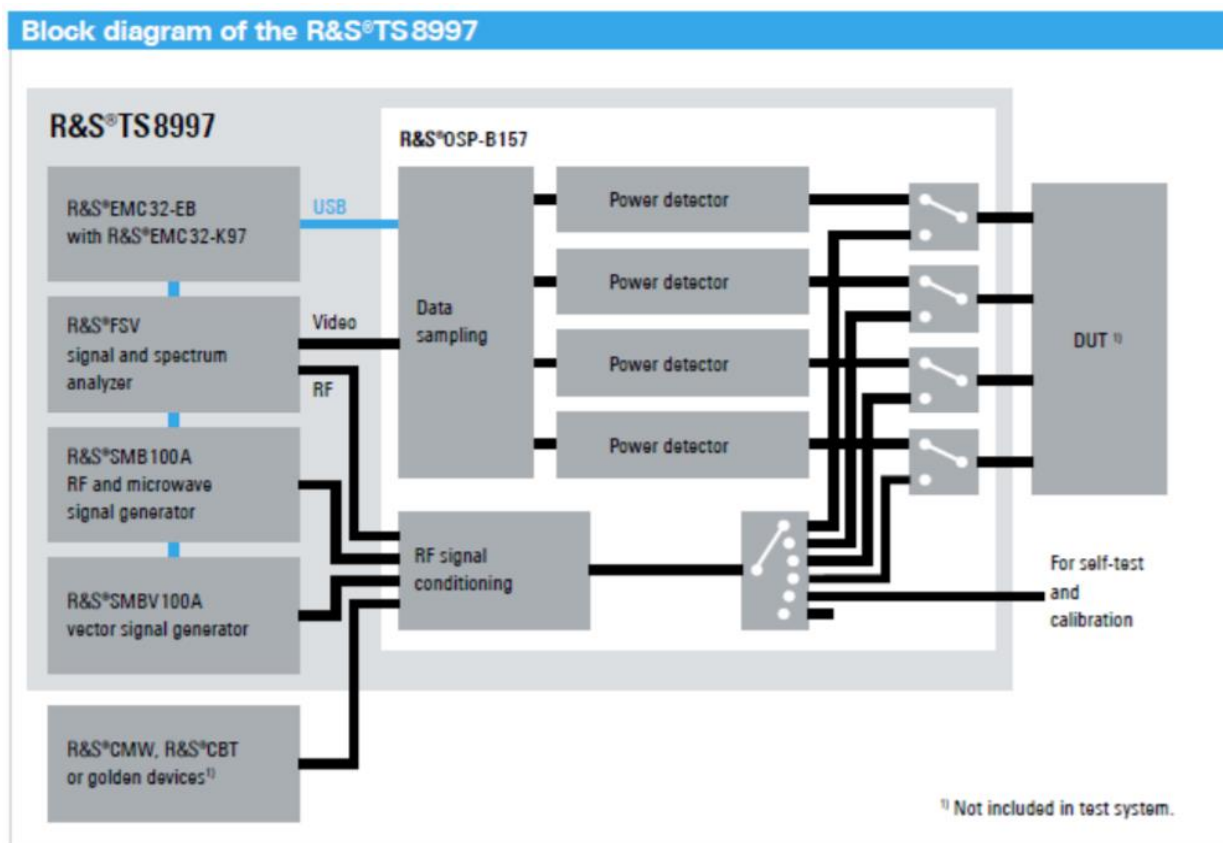 Block diagram of the R&S®TS8997
R&S®TS8997
R&S®OSP-B157
R&S®EMC32-EB
with R&S®EMC32-K97
USB
R&S®FSV
signal and spectrum
analyzer
Video
RF
R&S®SMB100A
RF and microwave
signal generator
R&S®SMBV100A
vector signal generator
R&S®CMW, R&S®CBT
or golden devices¹⁾
Data
sampling
Power detector
Power detector
Power detector
Power detector
RF signal
conditioning
DUT ¹⁾
For self-test
and
calibration
¹⁾ Not included in test system.